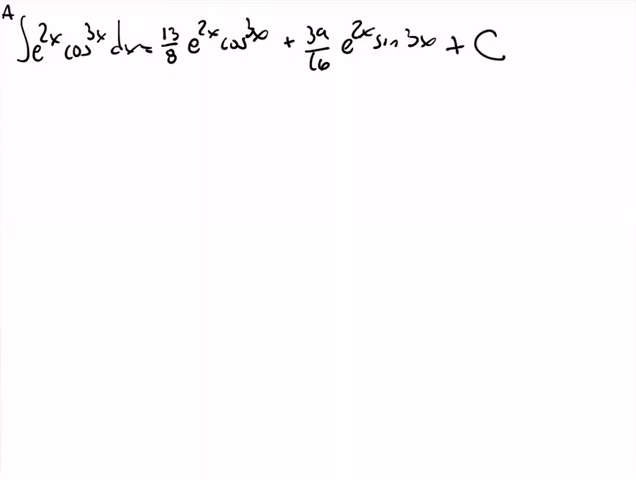 A
∫e^{2x} cos^{3x} dx = 13/8 e^{2x} cos^{3x} + 39/16 e^{2x} sin 3x + C